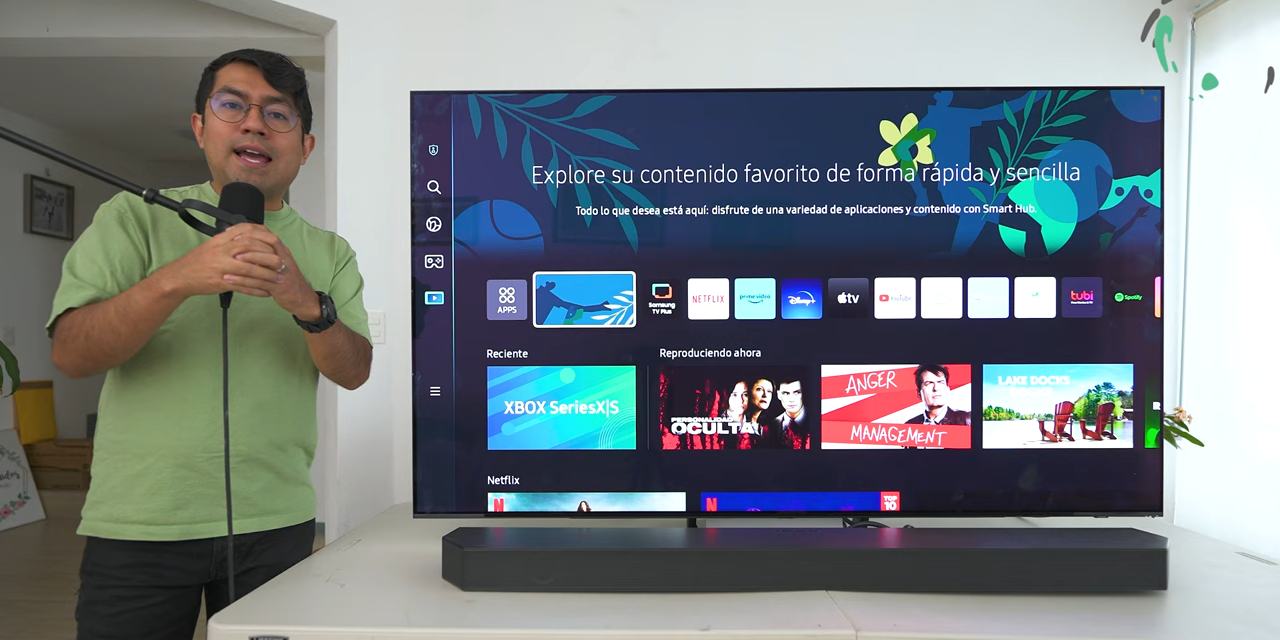 Explore su contenido favorito de forma rápida y sencilla
Todo lo que desea está aquí: disfrute de una variedad de aplicaciones y contenido con Smart Hub.
APPS
Samsung
TV Plus
NETFLIX
prime video
Disney+
tv
YouTube
tubi
Spotify
Reciente
Reproduciendo ahora
XBOX Series X|S
PERSONALIDAD
OCULTA
ANGER
MANAGEMENT
LAKE DOCKS
R
Netflix
N
N
TOP
10